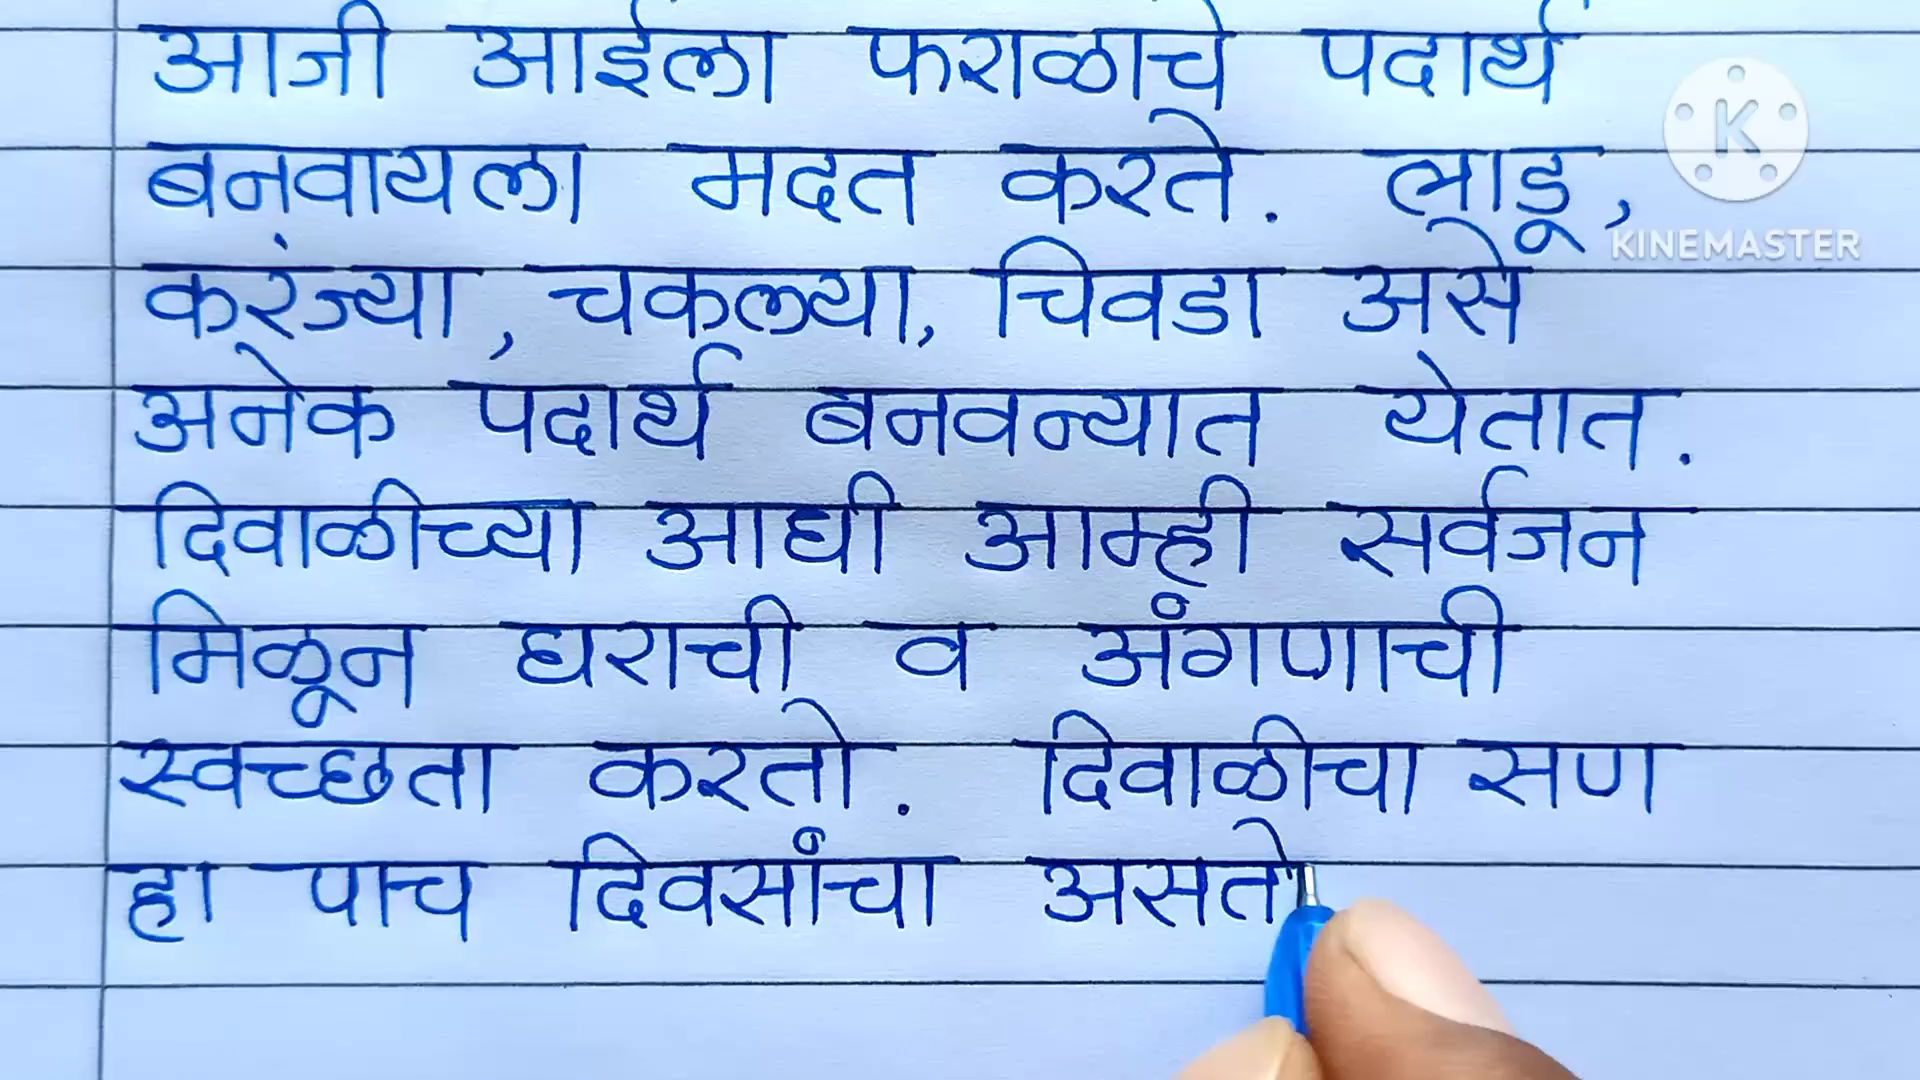 आजी आईला फराळाचे पदार्थ
बनवायला मदत करते. लाडू,
करंज्या, चकल्या, चिवडा असे
अनेक पदार्थ बनवन्यात येतात.
दिवाळीच्या आधी आम्ही सर्वजन
मिळून घराची व अंगणाची
स्वच्छता करतो. दिवाळीचा सण
हा पाच दिवसांचा असते
K
KINEMASTER